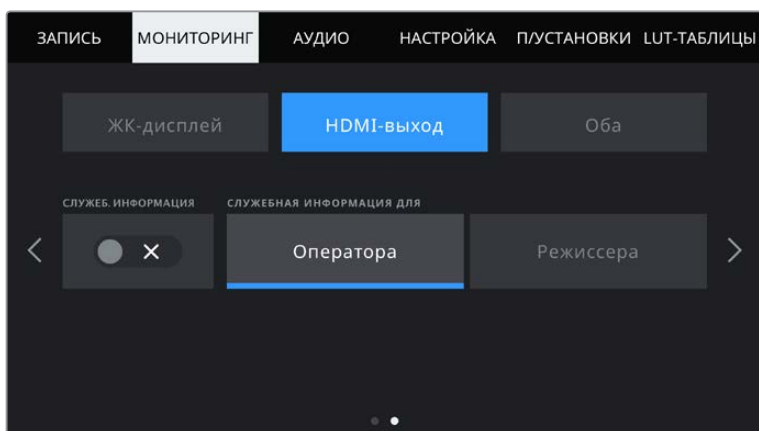 ЗАПИСЬ МОНИТОРИНГ АУДИО НАСТРОЙКА П/УСТАНОВКИ LUT-ТАБЛИЦЫ
ЖК-дисплей HDMI-выход Оба
СЛУЖЕБ. ИНФОРМАЦИЯ СЛУЖЕБНАЯ ИНФОРМАЦИЯ ДЛЯ
Оператора Режиссера